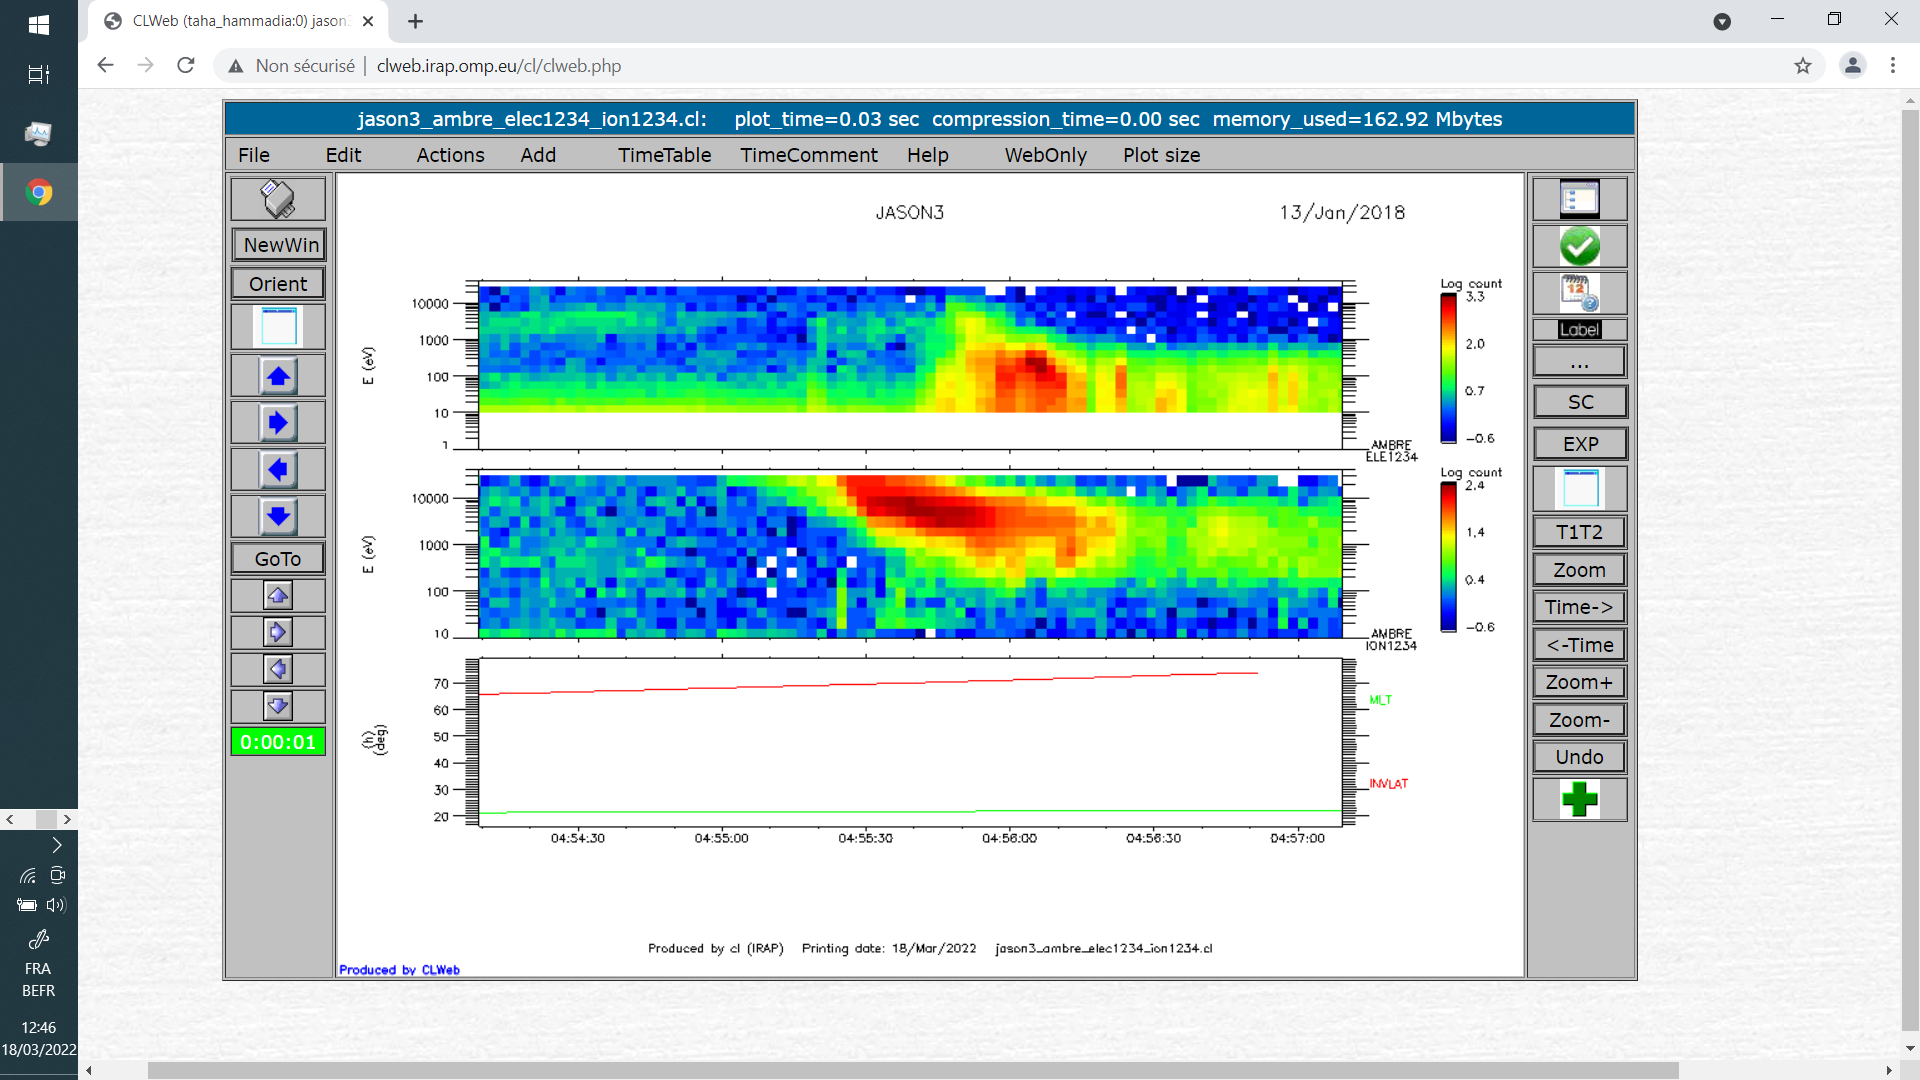 CLWeb (taha_hammadia:0) jason3
Non sécurisé | clweb.irap.omp.eu/cl/clweb.php
jason3_ambre_elec1234_ion1234.cl: plot_time=0.03 sec compression_time=0.00 sec memory_used=162.92 Mbytes
File Edit Actions Add TimeTable TimeComment Help WebOnly Plot size
NewWin
Orient
GoTo
0:00:01
JASON3 13/Jan/2018
E (eV)
10000
1000
100
10
1
Log count
3.3
2.0
0.7
-0.6
AMBRE
ELE1234
E (eV)
10000
1000
100
10
Log count
2.4
1.4
0.4
-0.6
AMBRE
ION1234
(h)
(deg)
70
60
50
40
30
20
MLT
INVLAT
04:54:30 04:55:00 04:55:30 04:56:00 04:56:30 04:57:00
Produced by cl (IRAP) Printing date: 18/Mar/2022 jason3_ambre_elec1234_ion1234.cl
Produced by CLWeb
12
Label
...
SC
EXP
T1T2
Zoom
Time->
<-Time
Zoom+
Zoom-
Undo
FRA
BEFR
12:46
18/03/2022